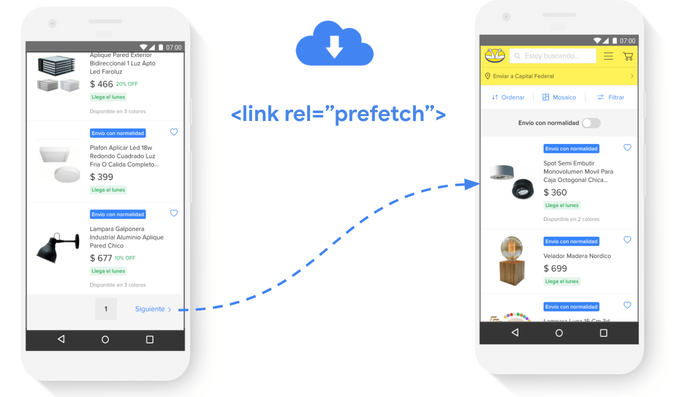 07:00
Aplique Pared Exterior
Bidireccional 1 Luz Apto
Led Faroluz
$ 466 20% OFF
Llega el lunes
Disponible en 3 colores
Envío con normalidad
Plafon Aplicar Led 18w
Redondo Cuadrado Luz
Fria O Calida Completo...
$ 399
Llega el lunes
Envío con normalidad
Lampara Galponera
Industrial Aluminio Aplique
Pared Chico
$ 677 10% OFF
Llega el lunes
Disponible en 3 colores
1
Siguiente >
<link rel="prefetch">
07:00
Estoy buscando...
Enviar a Capital Federal
Ordenar
Mosaico
Filtrar
Envío con normalidad
Envío con normalidad
Spot Semi Embutir
Monovolumen Movil Para
Caja Octogonal Chica...
$ 360
Llega el lunes
Disponible en 2 colores
Envío con normalidad
Velador Madera Nordico
$ 699
Llega el lunes
Envío con normalidad